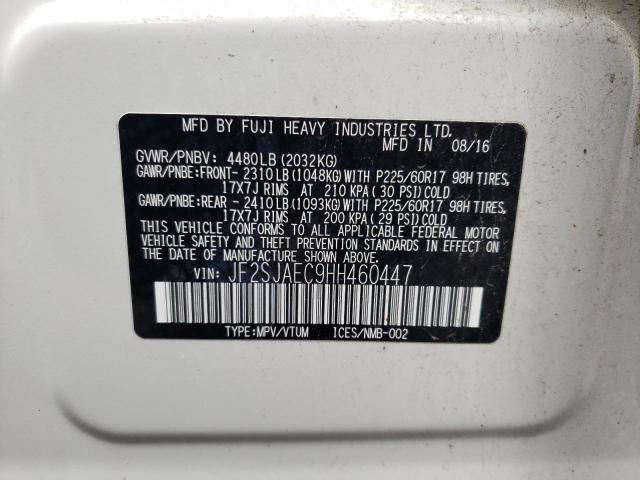 MFD BY FUJI HEAVY INDUSTRIES LTD.
MFD IN 08/16
GVWR/PNBV: 4480LB (2032KG)
GAWR/PNBE:FRONT- 2310LB(1048KG)WITH P225/60R17 98H TIRES,
17X7J RIMS AT 210 KPA(30 PSI)COLD
GAWR/PNBE:REAR - 2410LB(1093KG)WITH P225/60R17 98H TIRES,
17X7J RIMS AT 200 KPA(29 PSI)COLD
THIS VEHICLE CONFORMS TO ALL APPLICABLE FEDERAL MOTOR
VEHICLE SAFETY AND THEFT PREVENTION STANDARDS IN EFFECT ON
THE DATE OF MANUFACTURE SHOWN ABOVE.
VIN: JF2SJAEC9HH460447
TYPE:MPV/VTUM ICES/NMB-002